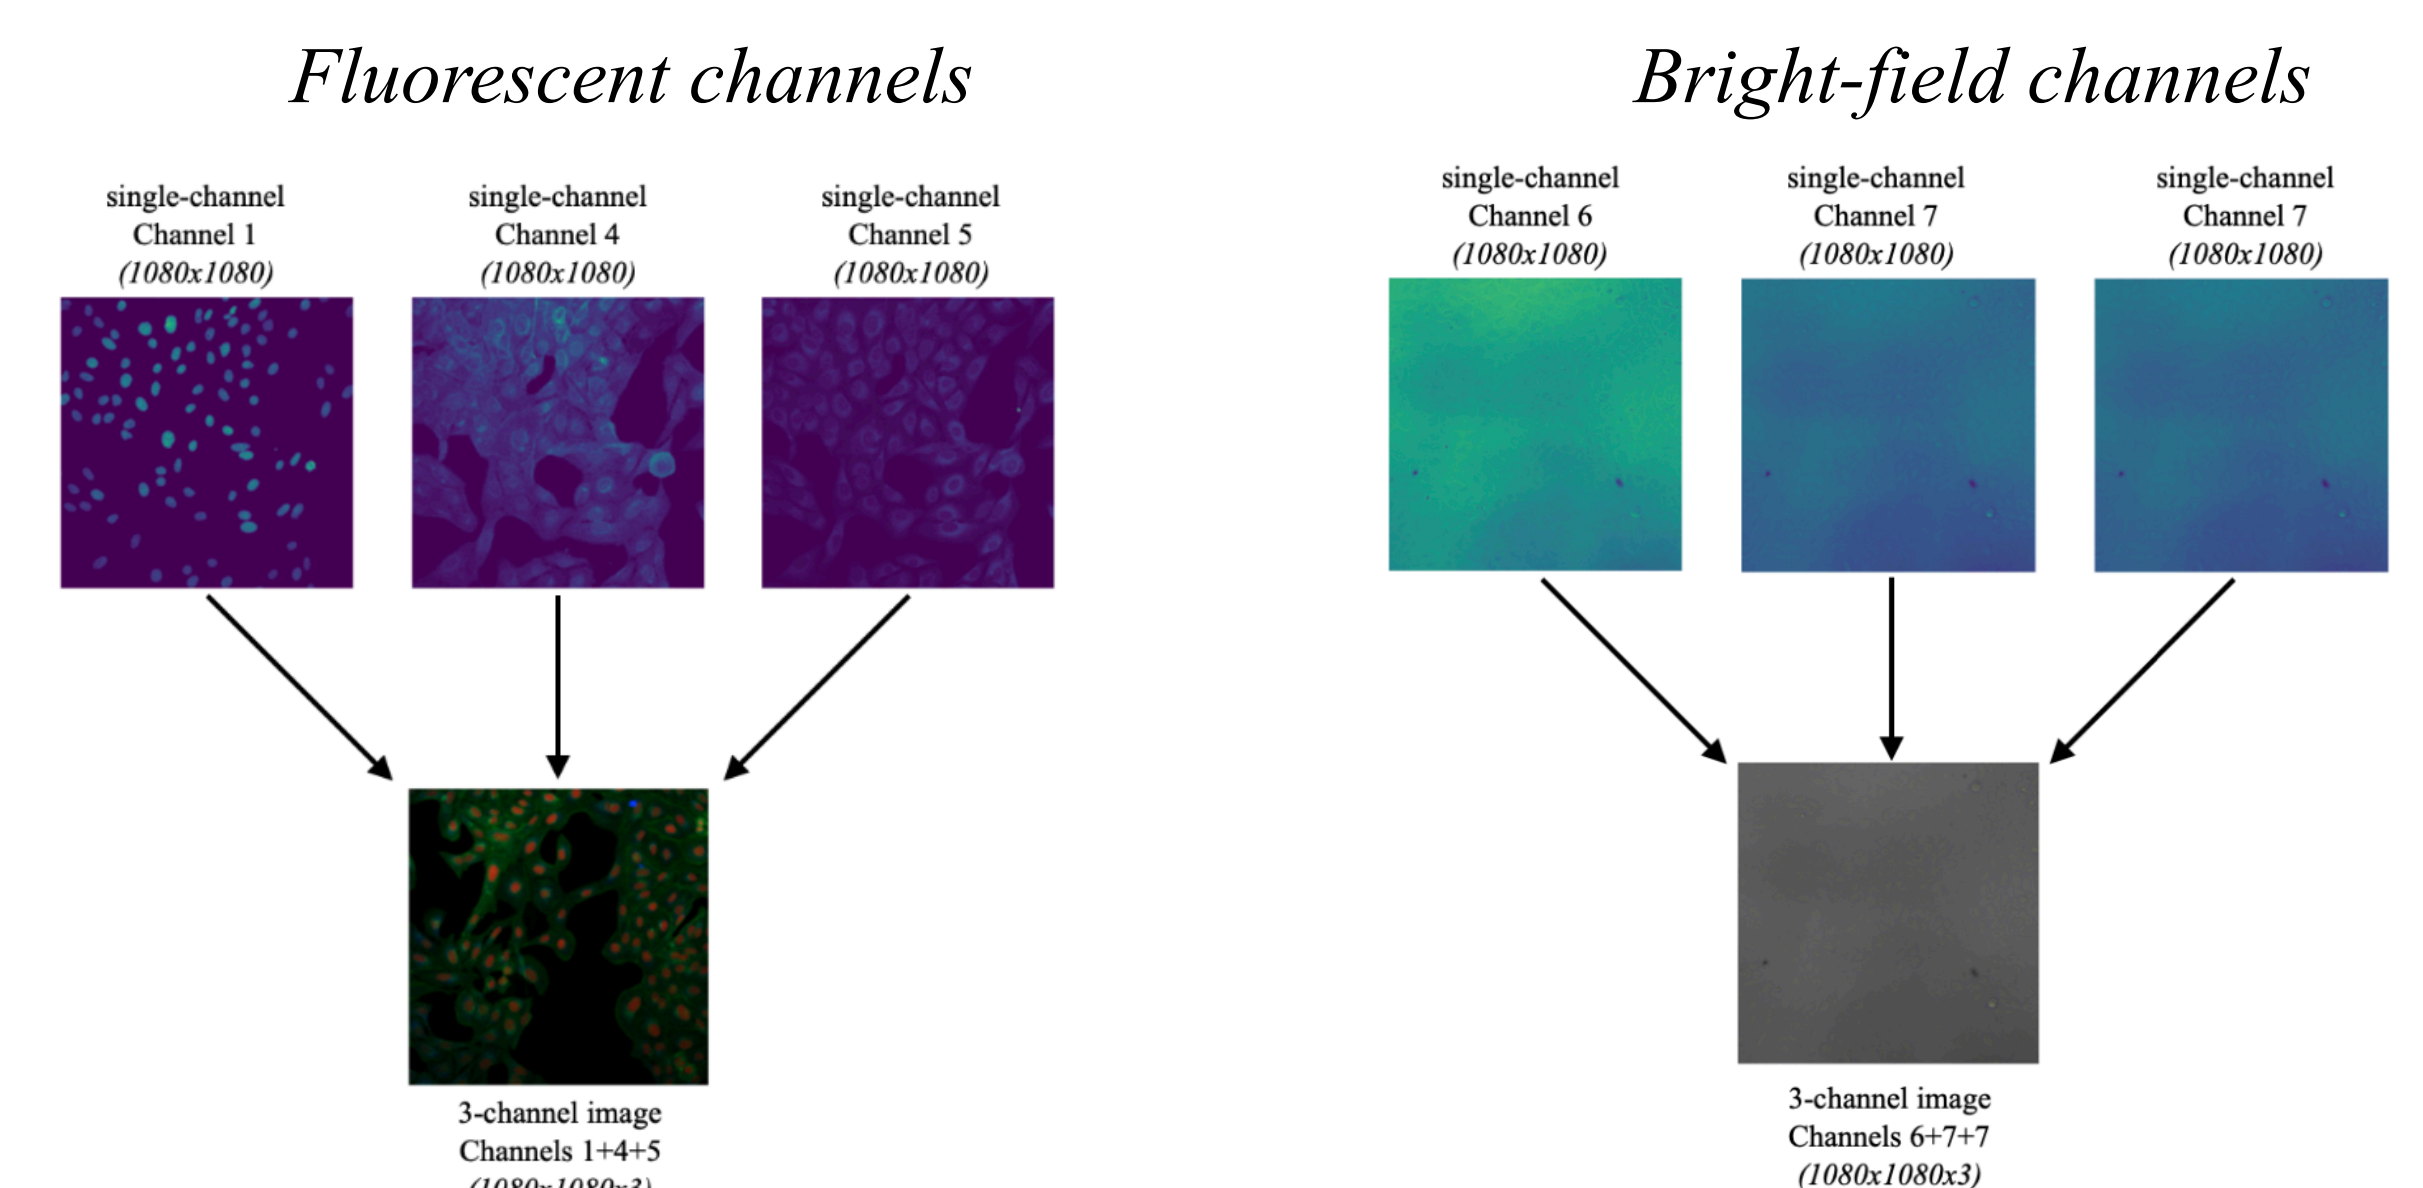 Fluorescent channels
single-channel
Channel 1
(1080x1080)
single-channel
Channel 4
(1080x1080)
single-channel
Channel 5
(1080x1080)
3-channel image
Channels 1+4+5
(1080x1080x3)
Bright-field channels
single-channel
Channel 6
(1080x1080)
single-channel
Channel 7
(1080x1080)
single-channel
Channel 7
(1080x1080)
3-channel image
Channels 6+7+7
(1080x1080x3)